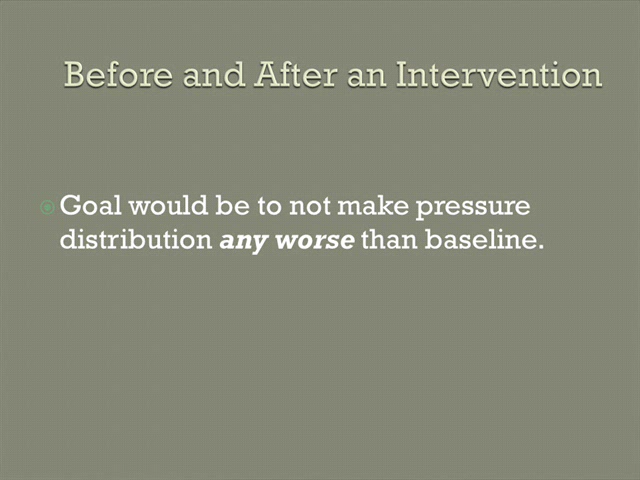 Before and After an Intervention
Goal would be to not make pressure
distribution any worse than baseline.